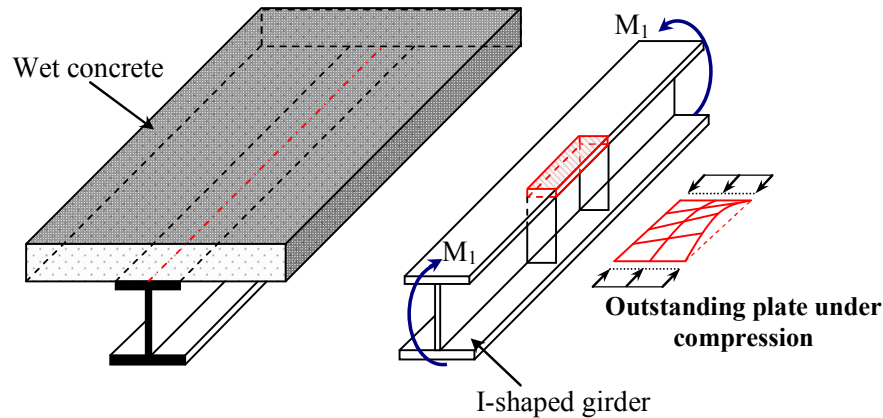 Wet concrete
M1
M1
Outstanding plate under
compression
I-shaped girder